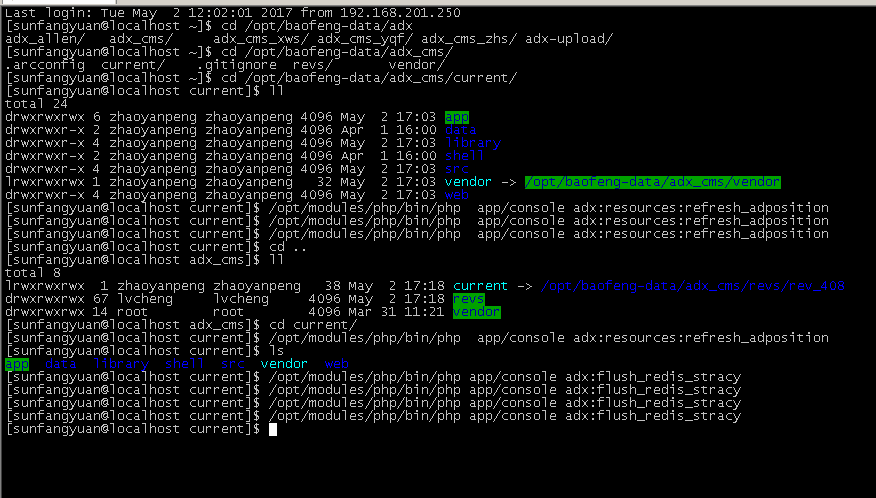 Last login: Tue May  2 12:02:01 2017 from 192.168.201.250
[sunfangyuan@localhost ~]$ cd /opt/baofeng-data/adx
adx_allen/   adx_cms/     adx_cms_xws/ adx_cms_yqf/ adx_cms_zhs/ adx-upload/
[sunfangyuan@localhost ~]$ cd /opt/baofeng-data/adx_cms/
.arcconfig  current/    .gitignore  revs/       vendor/
[sunfangyuan@localhost ~]$ cd /opt/baofeng-data/adx_cms/current/
[sunfangyuan@localhost current]$ ll
total 24
drwxrwxrwx 6 zhaoyanpeng zhaoyanpeng 4096 May  2 17:03 app
drwxrwxr-x 2 zhaoyanpeng zhaoyanpeng 4096 Apr  1 16:00 data
drwxrwxr-x 4 zhaoyanpeng zhaoyanpeng 4096 May  2 17:03 library
drwxrwxr-x 2 zhaoyanpeng zhaoyanpeng 4096 Apr  1 16:00 shell
drwxrwxr-x 4 zhaoyanpeng zhaoyanpeng 4096 May  2 17:03 src
lrwxrwxrwx 1 zhaoyanpeng zhaoyanpeng   32 May  2 17:03 vendor -> /opt/baofeng-data/adx_cms/vendor
drwxrwxr-x 4 zhaoyanpeng zhaoyanpeng 4096 May  2 17:03 web
[sunfangyuan@localhost current]$ /opt/modules/php/bin/php  app/console adx:resources:refresh_adposition
[sunfangyuan@localhost current]$ /opt/modules/php/bin/php  app/console adx:resources:refresh_adposition
[sunfangyuan@localhost current]$ /opt/modules/php/bin/php  app/console adx:resources:refresh_adposition
[sunfangyuan@localhost current]$ cd ..
[sunfangyuan@localhost adx_cms]$ ll
total 8
lrwxrwxrwx  1 zhaoyanpeng zhaoyanpeng   38 May  2 17:18 current -> /opt/baofeng-data/adx_cms/revs/rev_408
drwxrwxrwx 67 lvcheng     lvcheng     4096 May  2 17:18 revs
drwxrwxrwx 14 root        root        4096 Mar 31 11:21 vendor
[sunfangyuan@localhost adx_cms]$ cd current/
[sunfangyuan@localhost current]$ /opt/modules/php/bin/php  app/console adx:resources:refresh_adposition
[sunfangyuan@localhost current]$ ls
app  data  library  shell  src  vendor  web
[sunfangyuan@localhost current]$ /opt/modules/php/bin/php app/console adx:flush_redis_stracy
[sunfangyuan@localhost current]$ /opt/modules/php/bin/php app/console adx:flush_redis_stracy
[sunfangyuan@localhost current]$ /opt/modules/php/bin/php app/console adx:flush_redis_stracy
[sunfangyuan@localhost current]$ /opt/modules/php/bin/php app/console adx:flush_redis_stracy
[sunfangyuan@localhost current]$